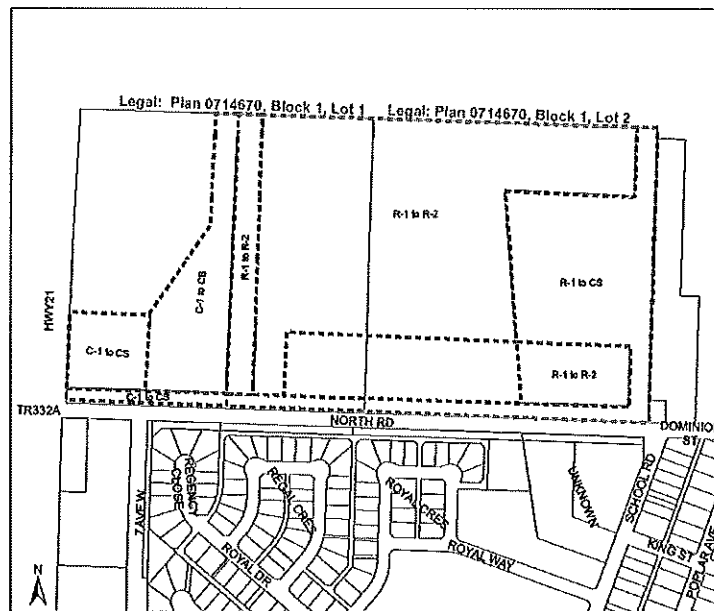 Legal: Plan 0714670, Block 1, Lot 1 Legal: Plan 0714670, Block 1, Lot 2
R-1 to R-2
R-1 to R-2
C-1 to CS
R-1 to CS
HWY21
C-1 to CS
R-1 to R-2
C-1 to CS
TR332A
NORTH RD
DOMINIO
ST
7 AVE W
REGENCY
CLOSE
REGAL CRES
ROYAL CRES
UNKNOWN
SCHOOL RD
ROYAL DR
ROYAL WAY
KING ST
POPLAR AVE
N